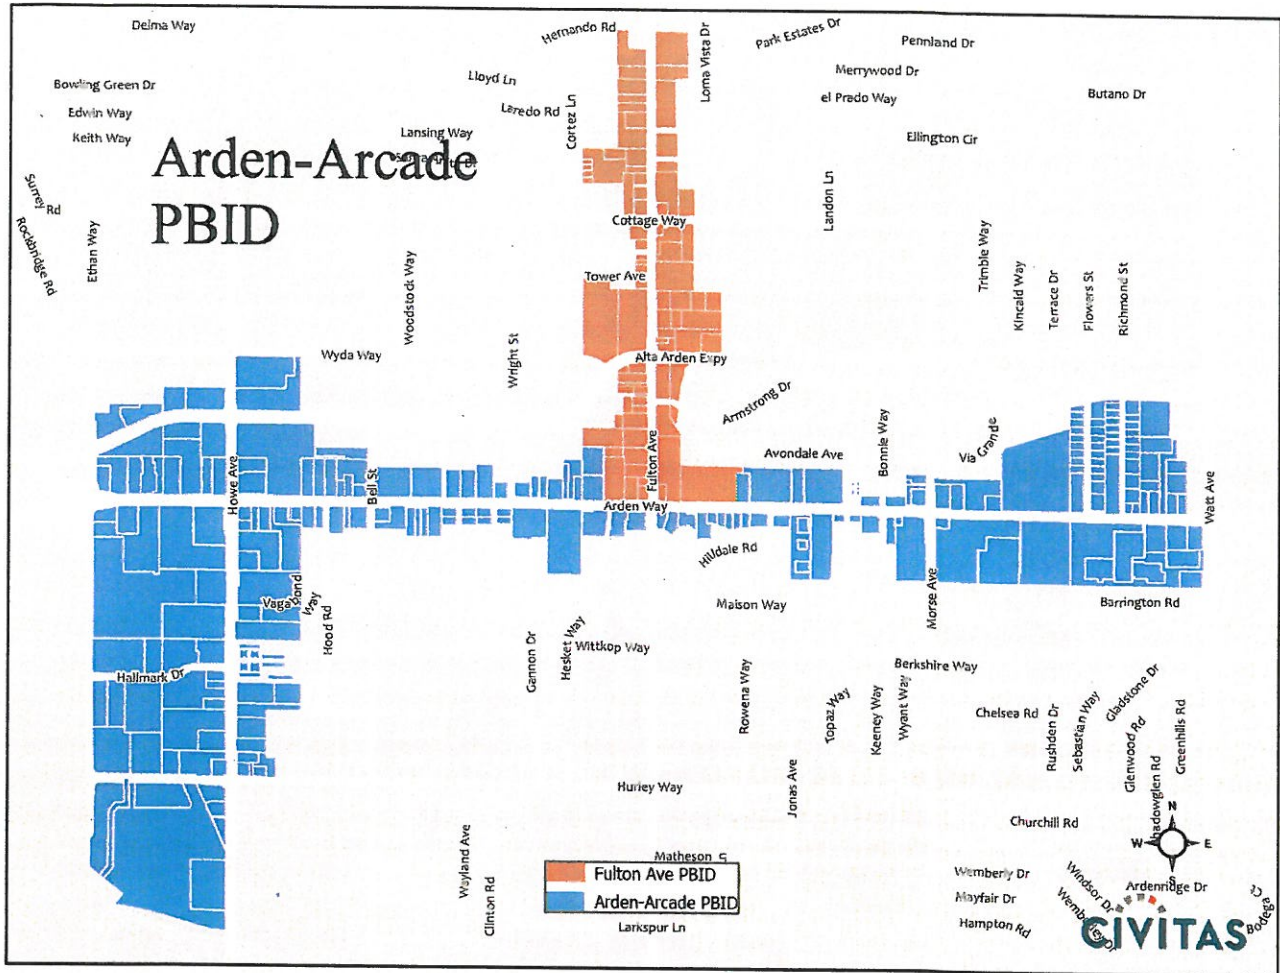 Delma Way
Hernando Rd
Loma Vista Dr
Park Estates Dr
Pennland Dr
Lloyd Ln
Merrywood Dr
Bowling Green Dr
el Prado Way
Butano Dr
Edwin Way
Laredo Rd
Cortez Ln
Keith Way
Lansing Way
Ellington Cir
Arden-Arcade
PBID
Surrey Rd
Rockbridge Rd
Ethan Way
Landon Ln
Cottage Way
Woodstock Way
Tower Ave
Trimble Way
Kincald Way
Terrace Dr
Flowers St
Richmond St
Wyda Way
Wright St
Alta Arden Expy
Armstrong Dr
Bonnie Way
Via Grande
Avondale Ave
Fulton Ave
Howe Ave
Bell St
Arden Way
Watt Ave
Hilldale Rd
Vagabond Way
Hood Rd
Maison Way
Morse Ave
Barrington Rd
Gannon Dr
Hesket Way
Wittkop Way
Hallmark Dr
Berkshire Way
Rowena Way
Topaz Way
Keeney Way
Wyant Way
Chelsea Rd
Rushden Dr
Sebastian Way
Gladstone Dr
Glenwood Rd
Greenhills Rd
Hurley Way
Jonas Ave
Churchill Rd
N
W
E
S
Wayland Ave
Clinton Rd
Matheson
Fulton Ave PBID
Arden-Arcade PBID
Larkspur Ln
Wemberly Dr
Mayfair Dr
Hampton Rd
Windsor Dr
Wemberley Dr
Ardenridge Dr
Bodega Ct
CIVITAS